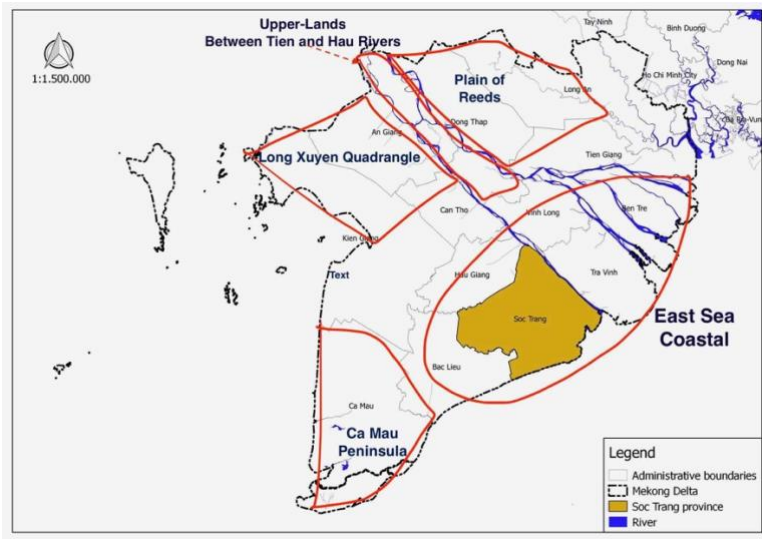 Upper-Lands
Between Tien and Hau Rivers
1:1.500.000
Tay Ninh
Binh Duong
Dong Nai
Ho Chi Minh City
Plain of
Reeds
Long An
An Giang
Dong Thap
Long Xuyen Quadrangle
Tien Giang
Can Tho
Vinh Long
Ben Tre
Kien Giang
Text
Hau Giang
Tra Vinh
Soc Trang
East Sea
Coastal
Bac Lieu
Ca Mau
Ca Mau
Peninsula
Legend
Administrative boundaries
Mekong Delta
Soc Trang province
River